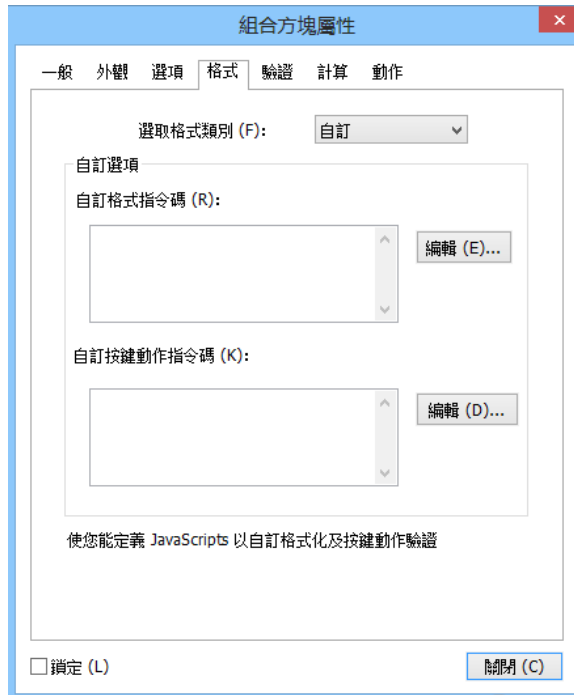 組合方塊屬性
一般 外觀 選項 格式 驗證 計算 動作
選取格式類別 (F): 自訂
自訂選項
自訂格式指令碼 (R):
編輯 (E)...
自訂按鍵動作指令碼 (K):
編輯 (D)...
使您能定義 JavaScripts 以自訂格式化及按鍵動作驗證
鎖定 (L) 關閉 (C)